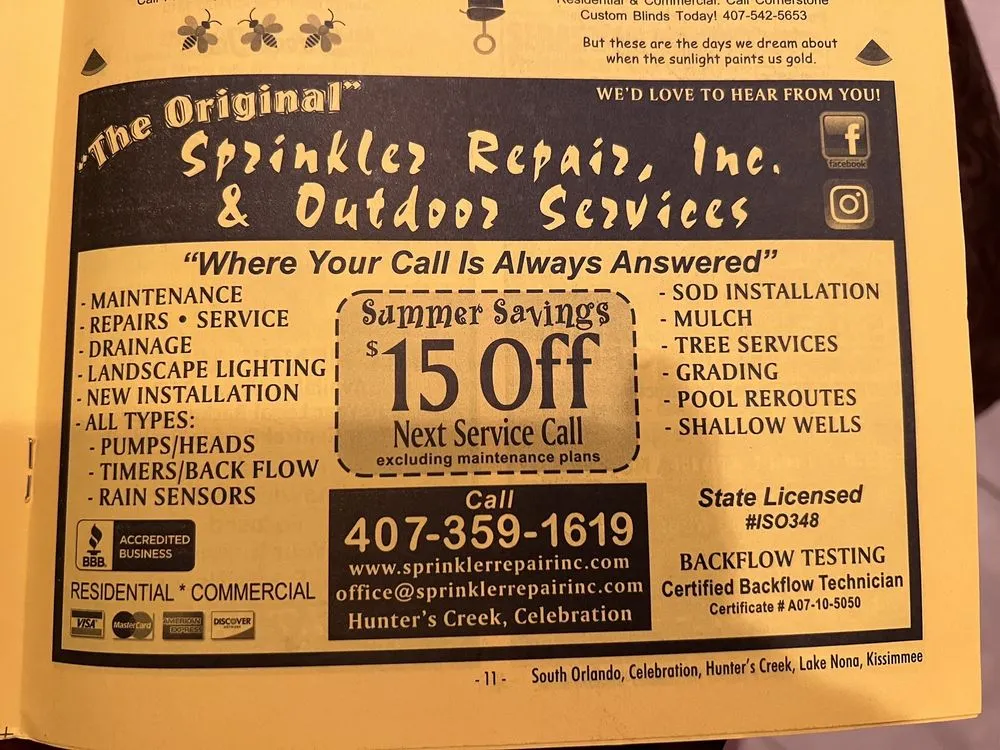 Residential & Commercial. Call Cornerstone
Custom Blinds Today! 407-542-5653
But these are the days we dream about
when the sunlight paints us gold.
"The Original"
Sprinkler Repair, Inc.
& Outdoor Services
WE'D LOVE TO HEAR FROM YOU!
facebook
"Where Your Call Is Always Answered"
- MAINTENANCE
- REPAIRS • SERVICE
- DRAINAGE
- LANDSCAPE LIGHTING
- NEW INSTALLATION
- ALL TYPES:
- PUMPS/HEADS
- TIMERS/BACK FLOW
- RAIN SENSORS
Summer Savings
$15 Off
Next Service Call
excluding maintenance plans
- SOD INSTALLATION
- MULCH
- TREE SERVICES
- GRADING
- POOL REROUTES
- SHALLOW WELLS
BBB.
ACCREDITED
BUSINESS
RESIDENTIAL * COMMERCIAL
VISA MasterCard AMERICAN EXPRESS DISCOVER
Call
407-359-1619
www.sprinklerrepairinc.com
office@sprinklerrepairinc.com
Hunter's Creek, Celebration
State Licensed
#ISO348
BACKFLOW TESTING
Certified Backflow Technician
Certificate # A07-10-5050
- 11 - South Orlando, Celebration, Hunter's Creek, Lake Nona, Kissimmee